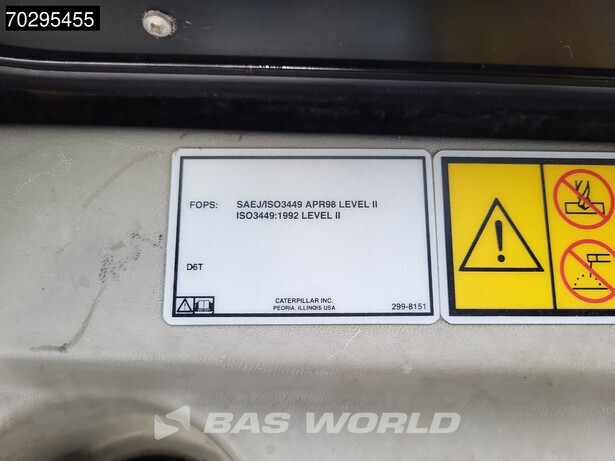 70295455
FOPS: SAEJ/ISO3449 APR98 LEVEL II
ISO3449:1992 LEVEL II
D6T
CATERPILLAR INC.
PEORIA, ILLINOIS USA
299-8151
BAS WORLD